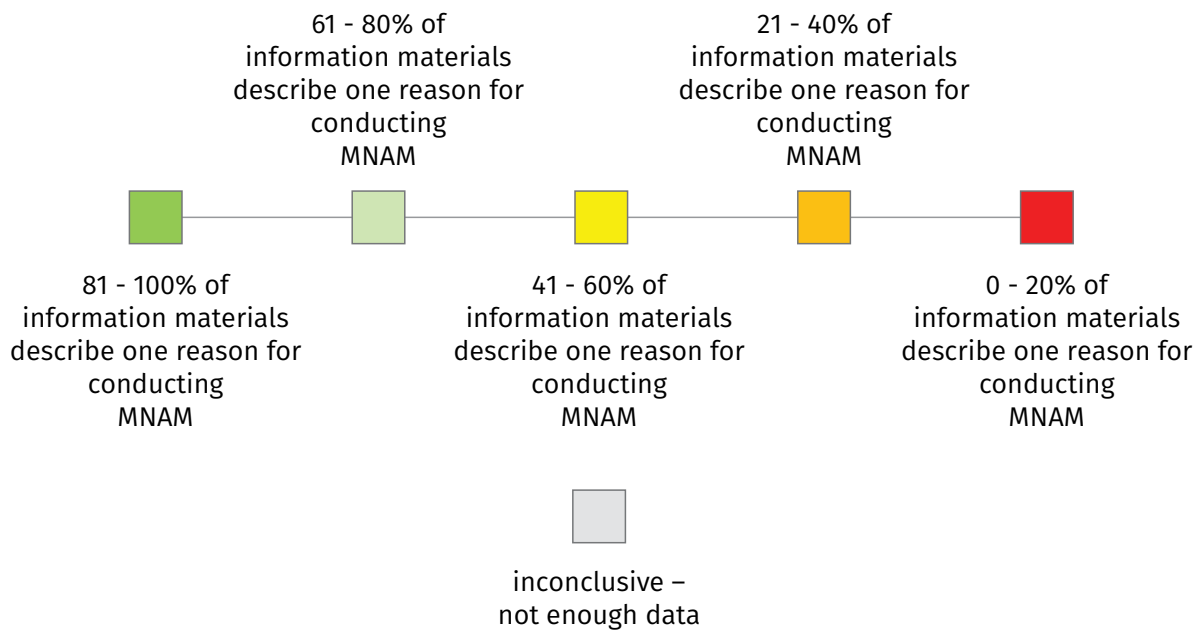 61 - 80% of
information materials
describe one reason for
conducting
MNAM
21 - 40% of
information materials
describe one reason for
conducting
MNAM
81 - 100% of
information materials
describe one reason for
conducting
MNAM
41 - 60% of
information materials
describe one reason for
conducting
MNAM
0 - 20% of
information materials
describe one reason for
conducting
MNAM
inconclusive –
not enough data